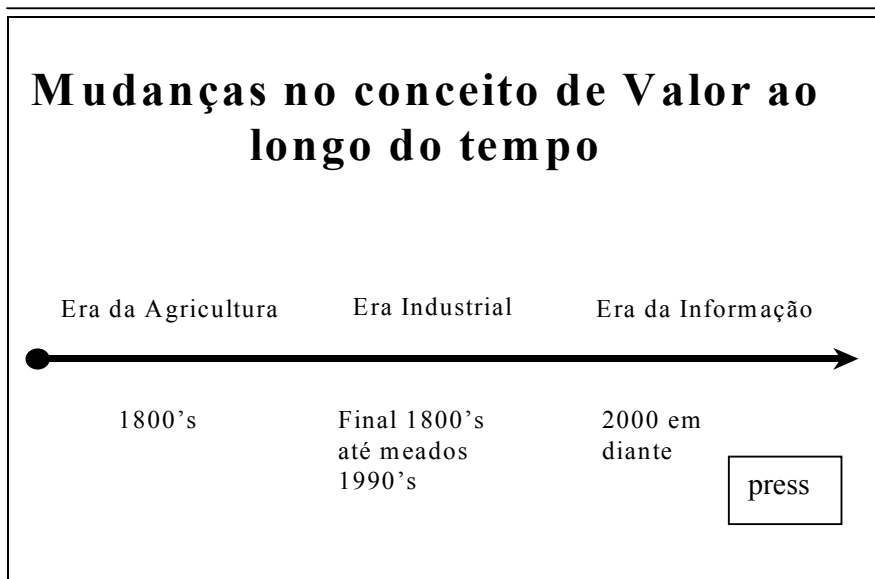 Mudanças no conceito de Valor ao
longo do tempo
Era da Agricultura
Era Industrial
Era da Informação
1800’s
Final 1800’s
até meados
1990’s
2000 em
diante
press